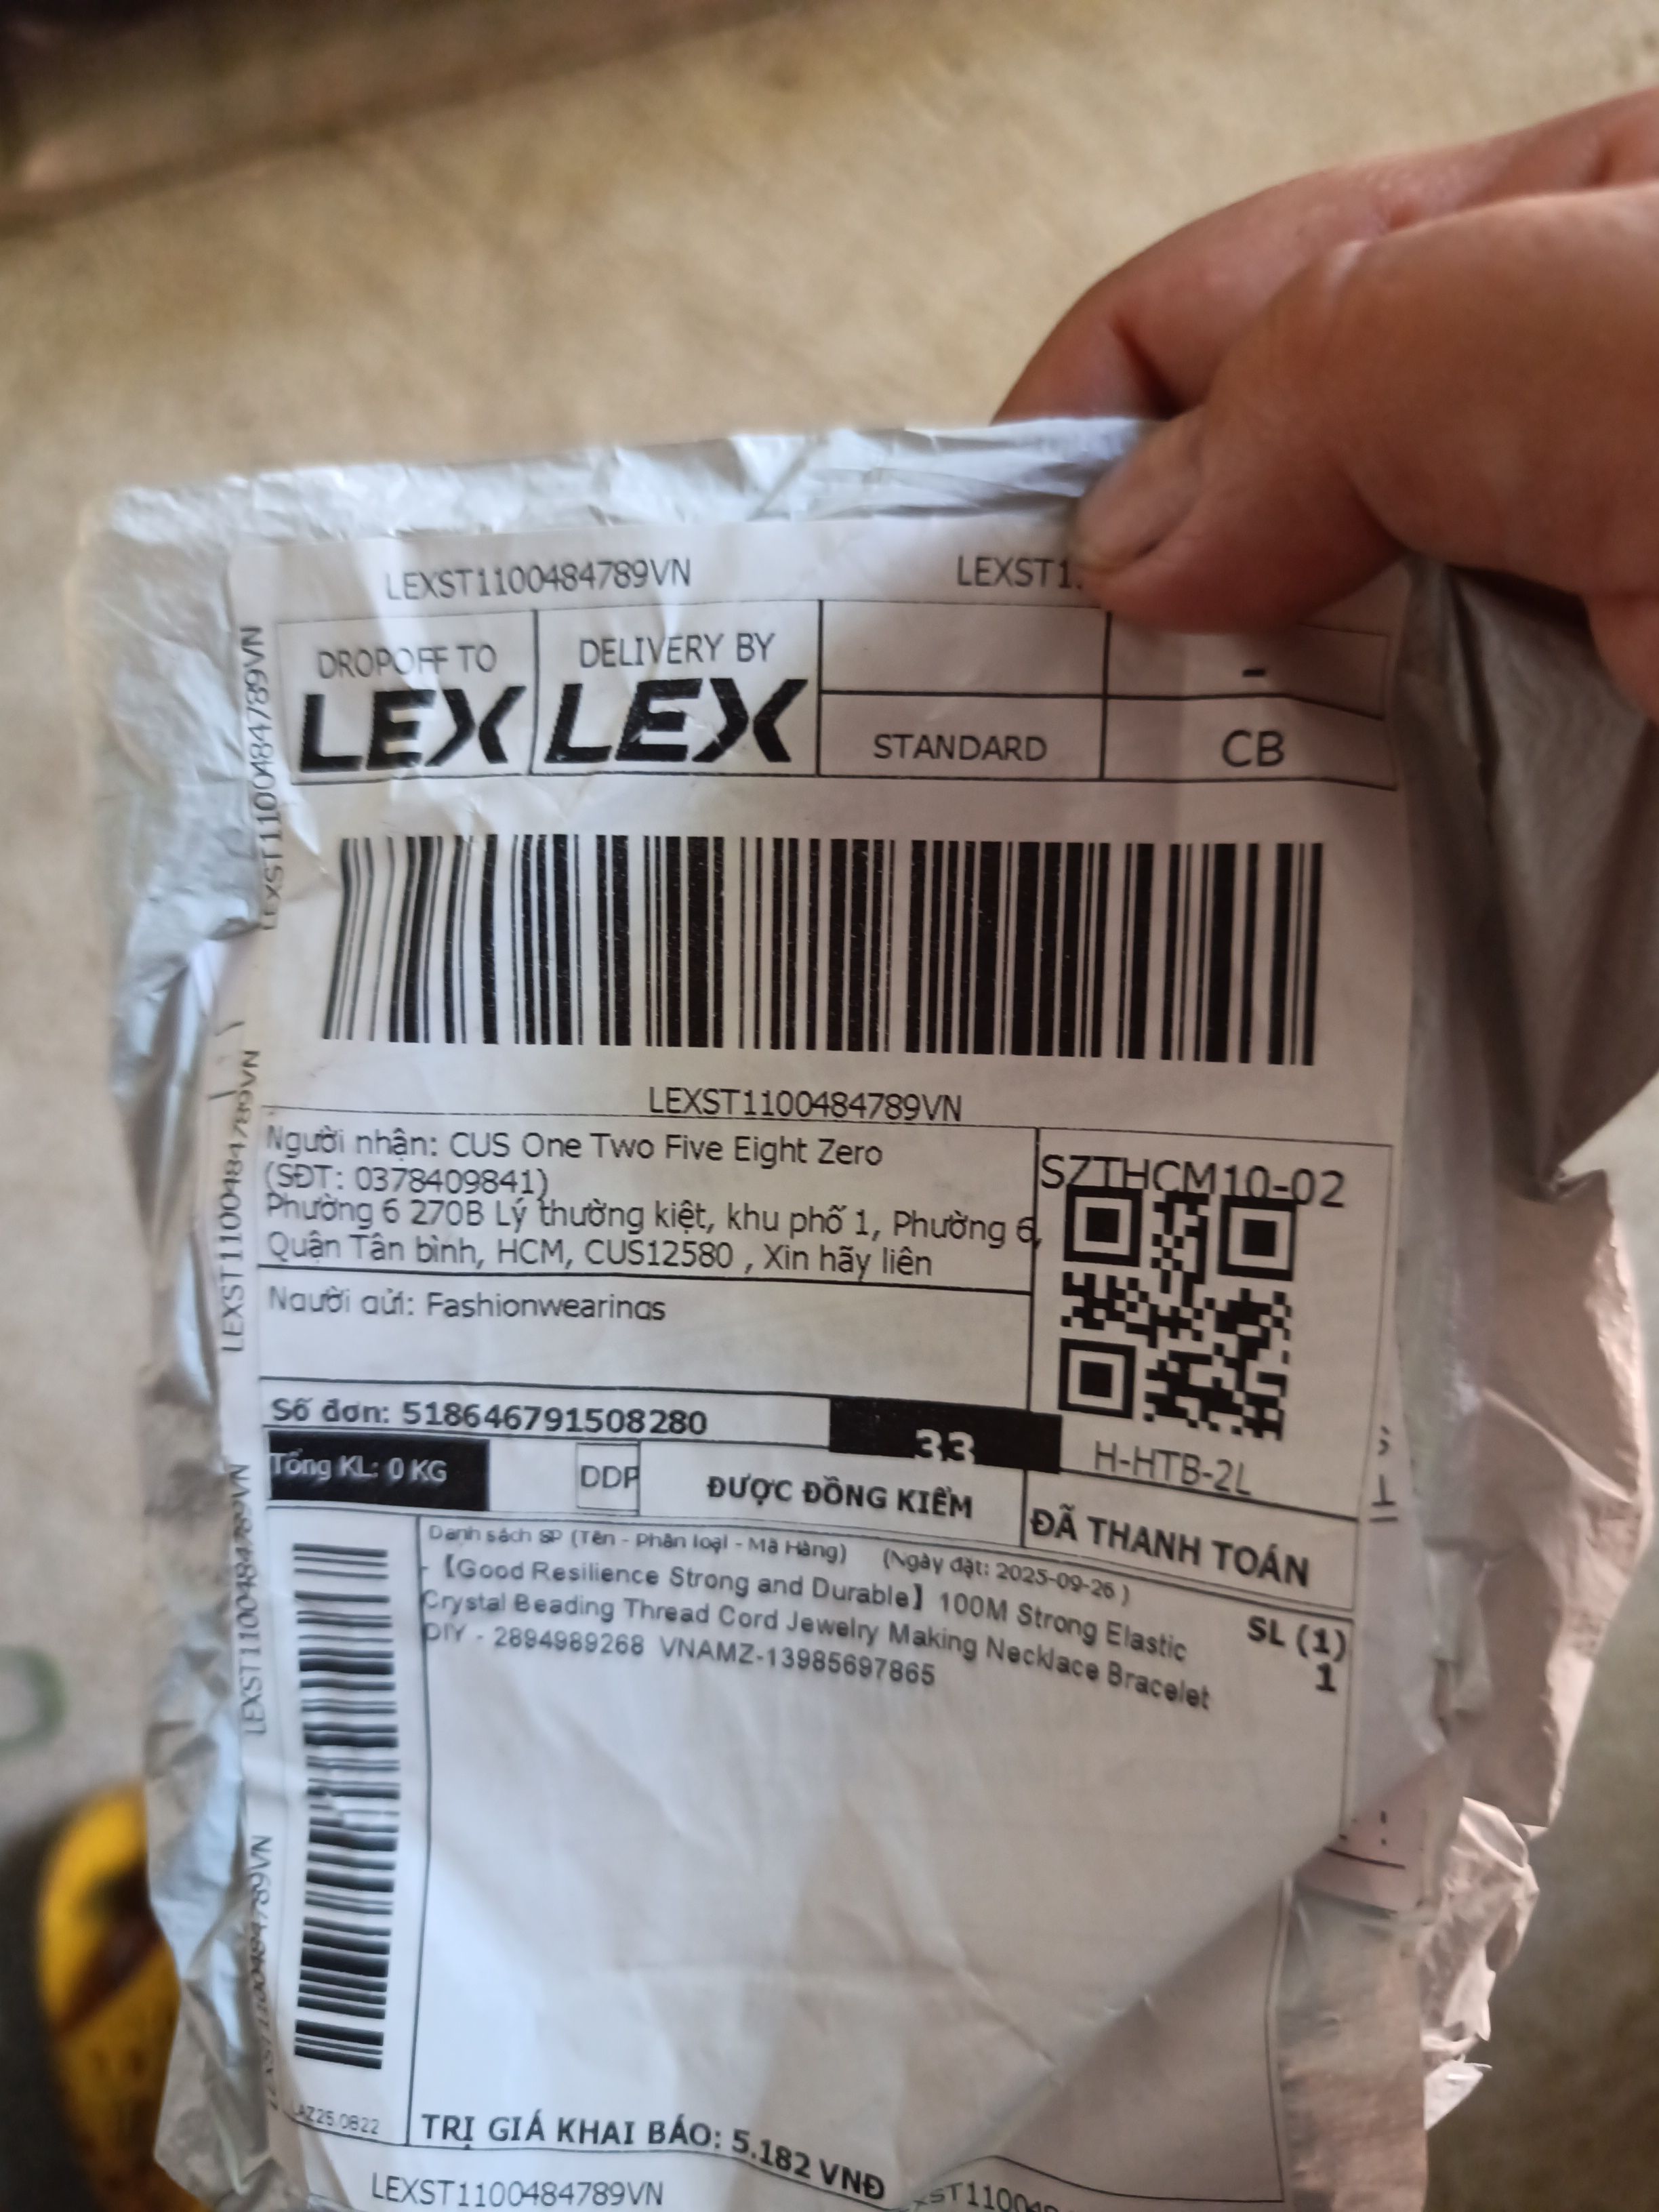 LEXST1100484789VN LEXST1
DROPOFF TO
LEX
DELIVERY BY
LEX
-
STANDARD
CB
LEXST1100484789VN
Người nhận: CUS One Two Five Eight Zero
(SĐT: 0378409841)
Phường 6 270B Lý thường kiệt, khu phố 1, Phường 6,
Quận Tân bình, HCM, CUS12580 , Xin hãy liên
SZTHCM10-02
Người gửi: Fashionwearings
Số đơn: 518646791508280
33
H-HTB-2L
Tổng KL: 0 KG
DDP
ĐƯỢC ĐỒNG KIỂM
ĐÃ THANH TOÁN
Danh sách SP (Tên - Phân loại - Mã Hàng) (Ngày đặt: 2025-09-26 )
-【Good Resilience Strong and Durable】100M Strong Elastic
Crystal Beading Thread Cord Jewelry Making Necklace Bracelet
DIY - 2894989268 VNAMZ-13985697865
SL (1)
1
TRỊ GIÁ KHAI BÁO: 5.182 VNĐ
LEXST1100484789VN
LEXST1100484789VN
LEXST1100484789VN
LEXST1100484789VN
LEXST1100484789VN